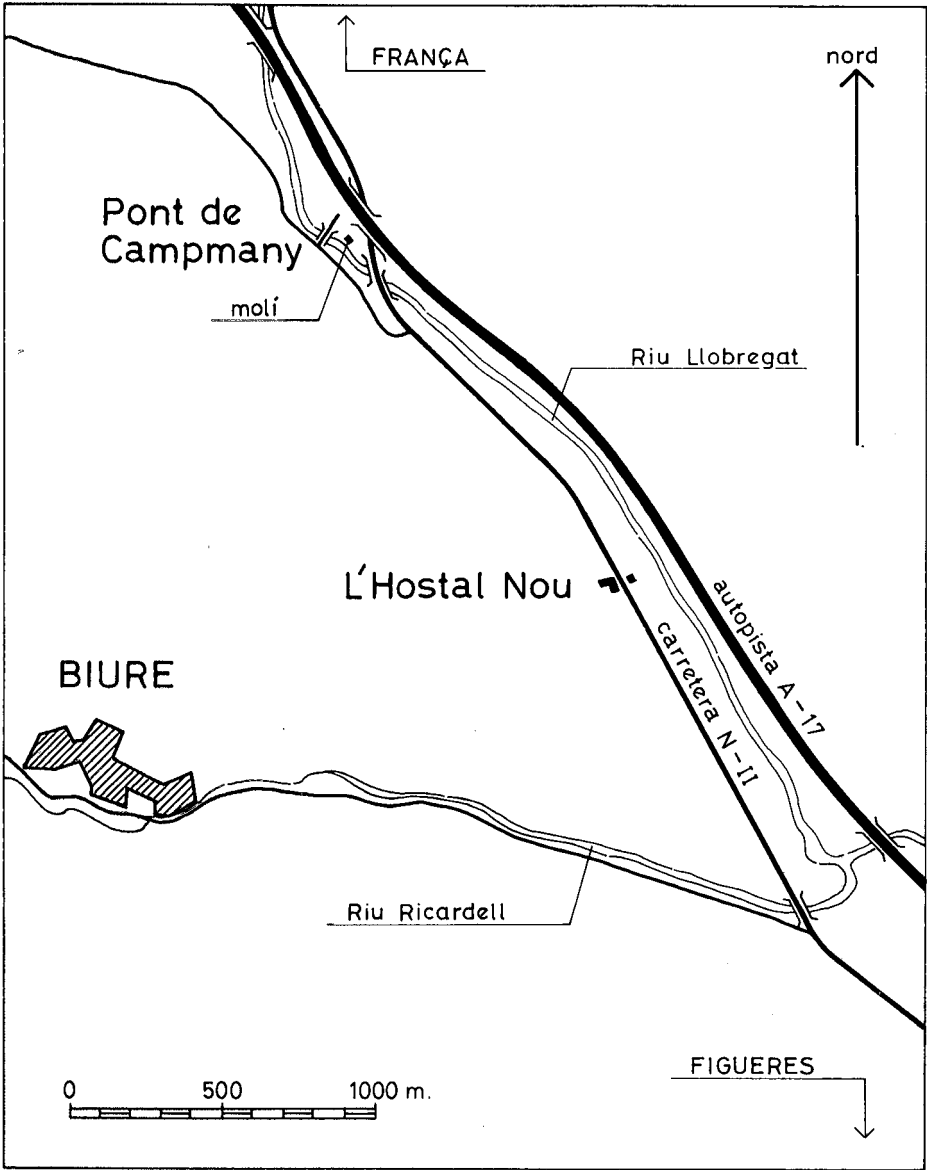 FRANÇA
nord
Pont de
Campmany
molí
Riu Llobregat
L'Hostal Nou
autopista A-17
carretera N-II
BIURE
Riu Ricardell
FIGUERES
0 500 1000 m.